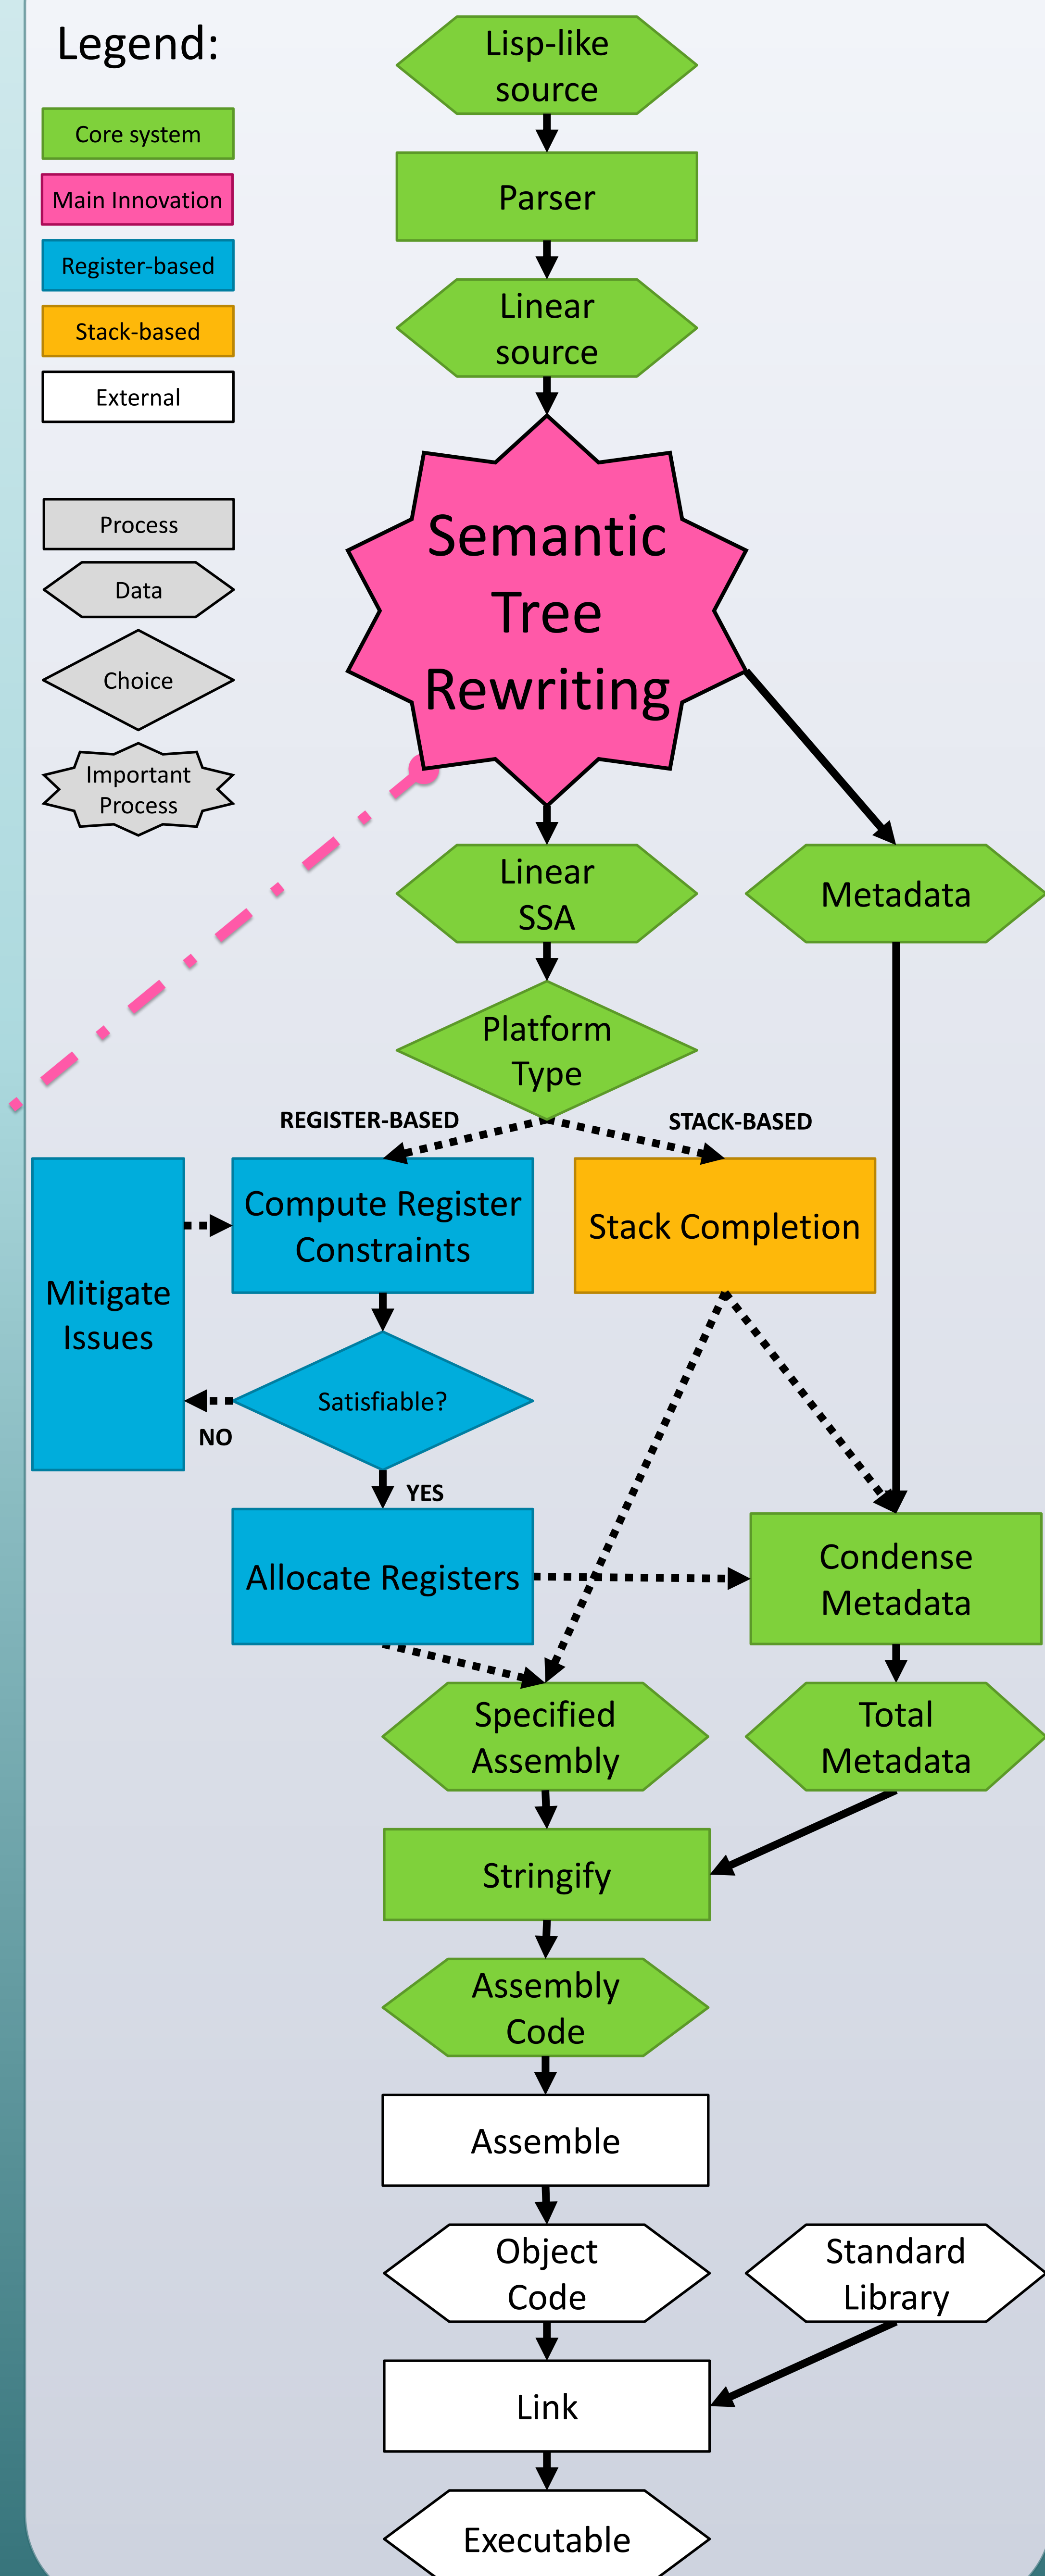 Legend:
Core system
Main Innovation
Register-based
Stack-based
External
Process
Data
Choice
Important
Process
Lisp-like
source
Parser
Linear
source
Semantic
Tree
Rewriting
Linear
SSA
Metadata
Platform
Type
REGISTER-BASED
STACK-BASED
Mitigate
Issues
Compute Register
Constraints
Stack Completion
Satisfiable?
NO
YES
Allocate Registers
Condense
Metadata
Specified
Assembly
Total
Metadata
Stringify
Assembly
Code
Assemble
Object
Code
Standard
Library
Link
Executable